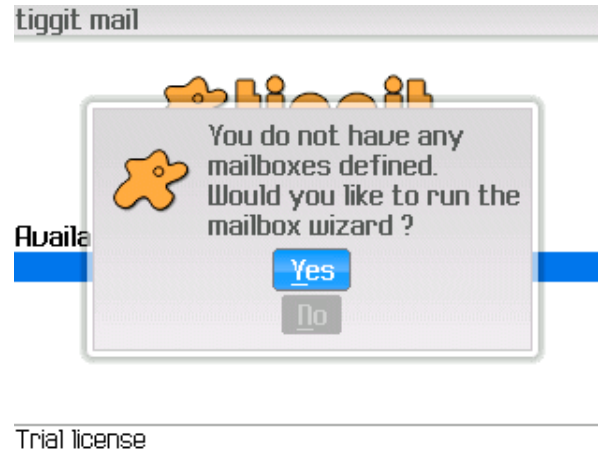 tiggit mail
You do not have any
mailboxes defined.
Would you like to run the
mailbox wizard ?
Availa
Yes
No
Trial license